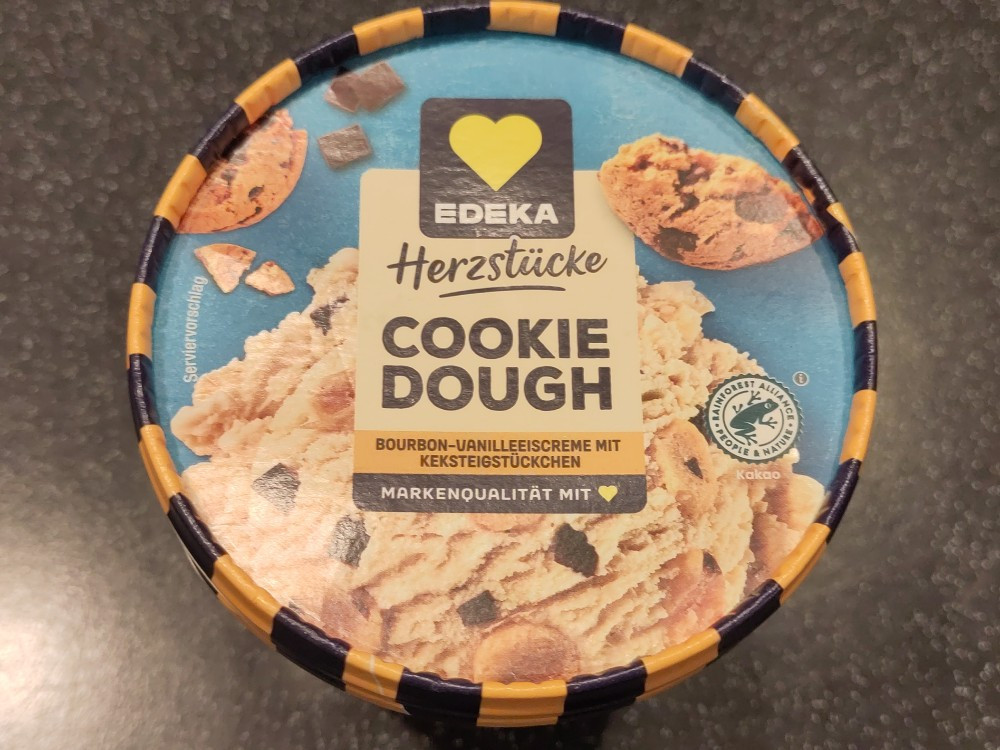 EDEKA
Herzstücke
COOKIE
DOUGH
BOURBON-VANILLEEISCREME MIT
KEKSTEIGSTÜCKCHEN
MARKENQUALITÄT MIT
Serviervorschlag
RAINFOREST ALLIANCE
PEOPLE & NATURE
i
Kakao